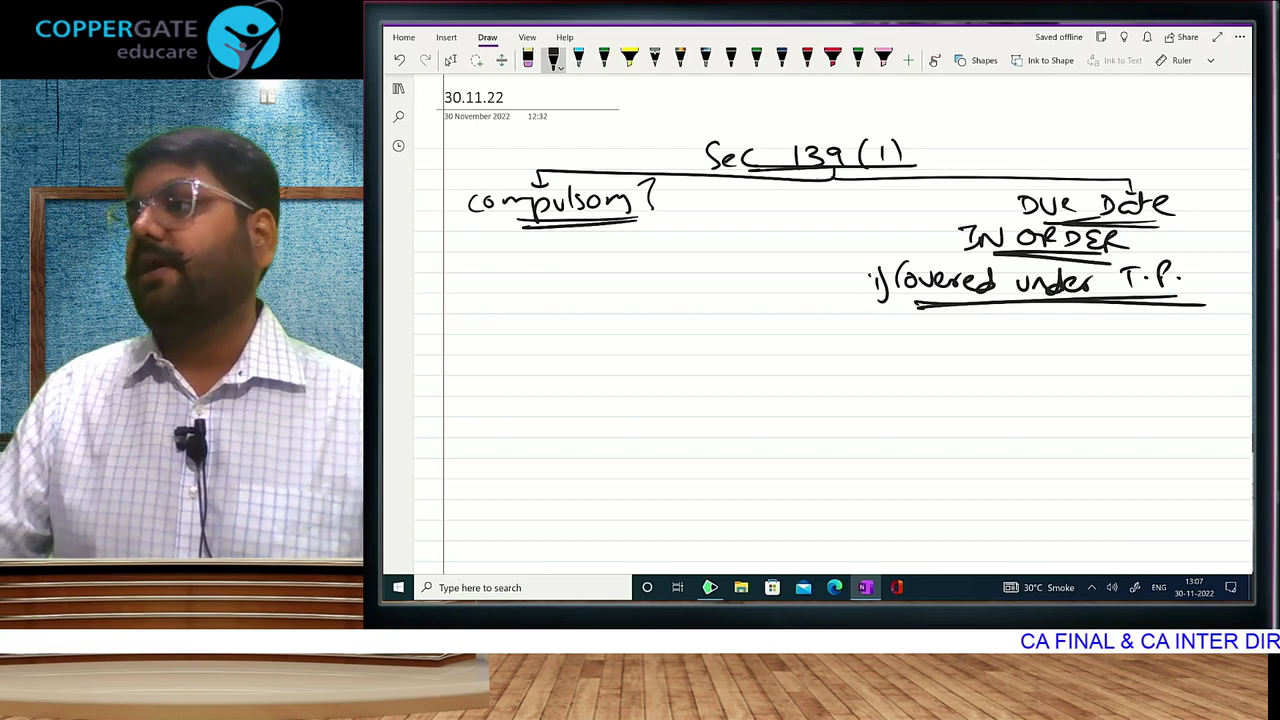 COPPERGATE
educare
Home Insert Draw View Help
Saved offline
Share
Shapes
Ink to Shape
Ink to Text
Ruler
30.11.22
30 November 2022 12:32
Sec 139(1)
compulsory?
Due Date
IN ORDER
i) Covered under T.P.
Type here to search
30°C Smoke
ENG
13:07
30-11-2022
CA FINAL & CA INTER DIR